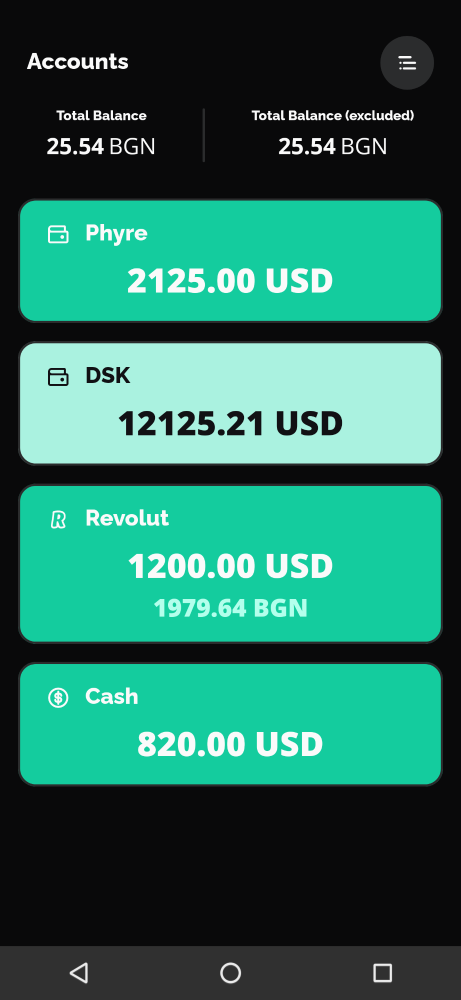 Accounts
Total Balance
25.54 BGN
Total Balance (excluded)
25.54 BGN
Phyre
2125.00 USD
DSK
12125.21 USD
Revolut
1200.00 USD
1979.64 BGN
Cash
820.00 USD